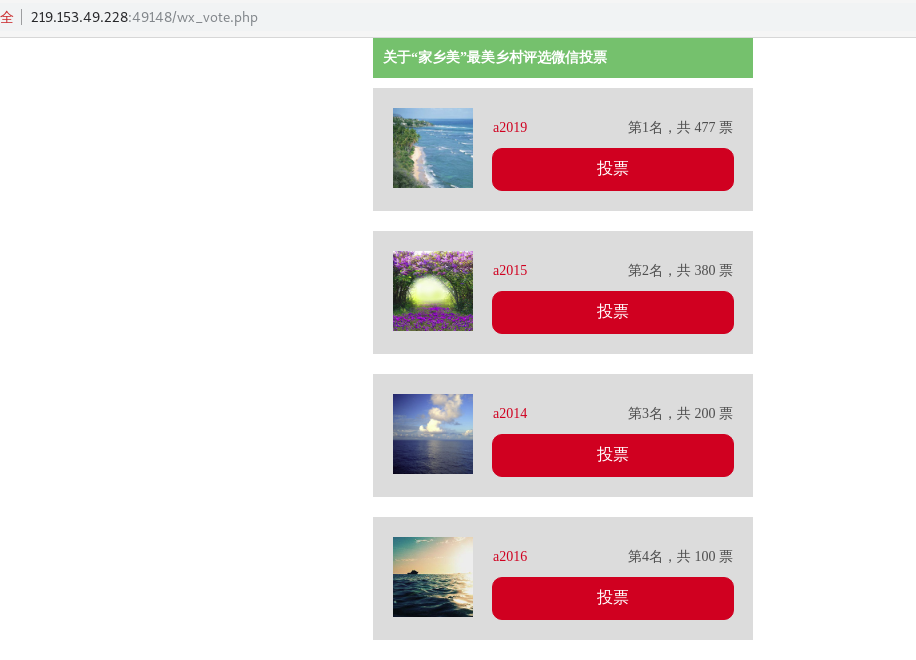 全 219.153.49.228:49148/wx_vote.php
关于“家乡美”最美乡村评选微信投票
a2019 第1名，共 477 票
投票
a2015 第2名，共 380 票
投票
a2014 第3名，共 200 票
投票
a2016 第4名，共 100 票
投票